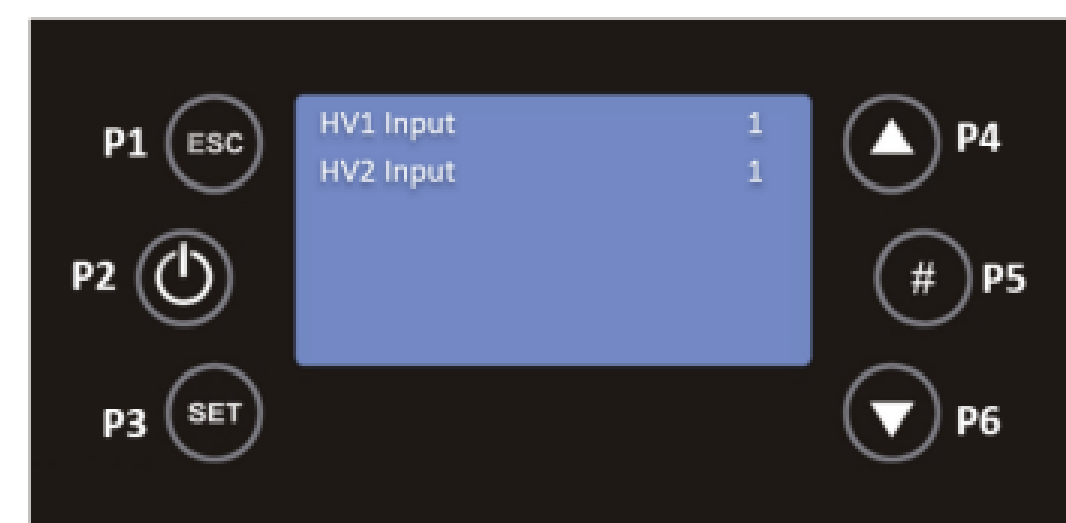 P1 ESC
HV1 Input 1
P4
HV2 Input 1
P2
# P5
P3 SET
P6